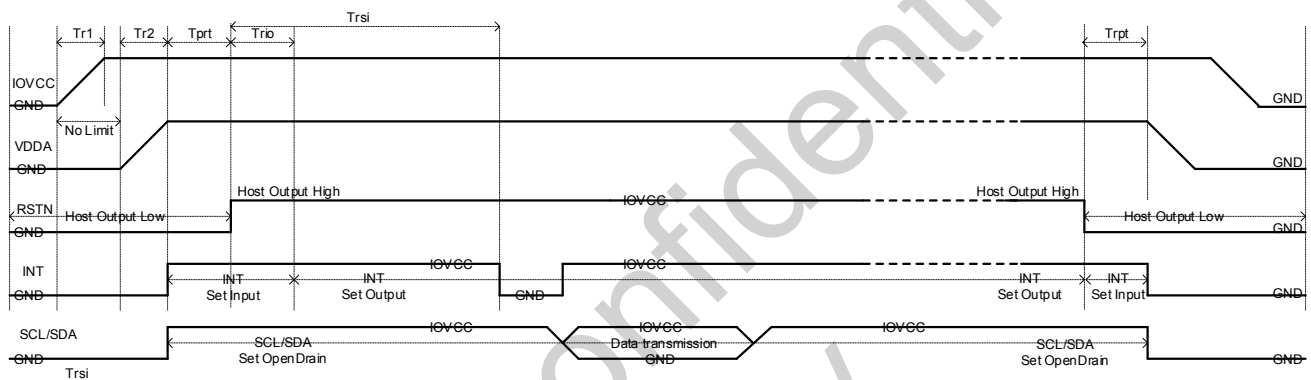 Trsi
Tr1 Tr2 Tprt Trio Trpt
IOVCC
GND GND
No Limit
VDDA
GND GND
Host Output High Host Output High
RSTN IOVCC
Host Output Low Host Output Low
GND GND
IOVCC IOVCC
INT INT INT INT INT
Set Input Set Output Set Output Set Input
GND GND GND
IOVCC IOVCC IOVCC
SCL/SDA
SCL/SDA Data transmission SCL/SDA
GND GND GND
Set OpenDrain Set OpenDrain
Trsi
Confidential